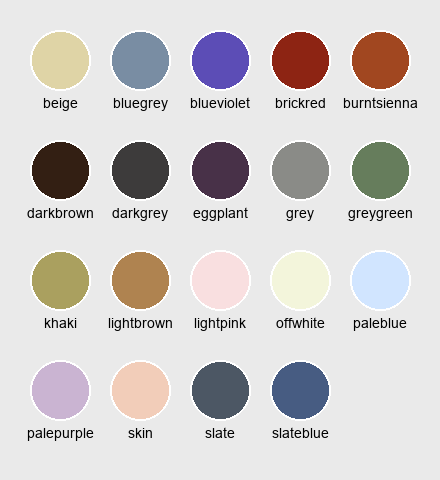 beige bluegrey blueviolet brickred burntsienna
darkbrown darkgrey eggplant grey greygreen
khaki lightbrown lightpink offwhite paleblue
palepurple skin slate slateblue